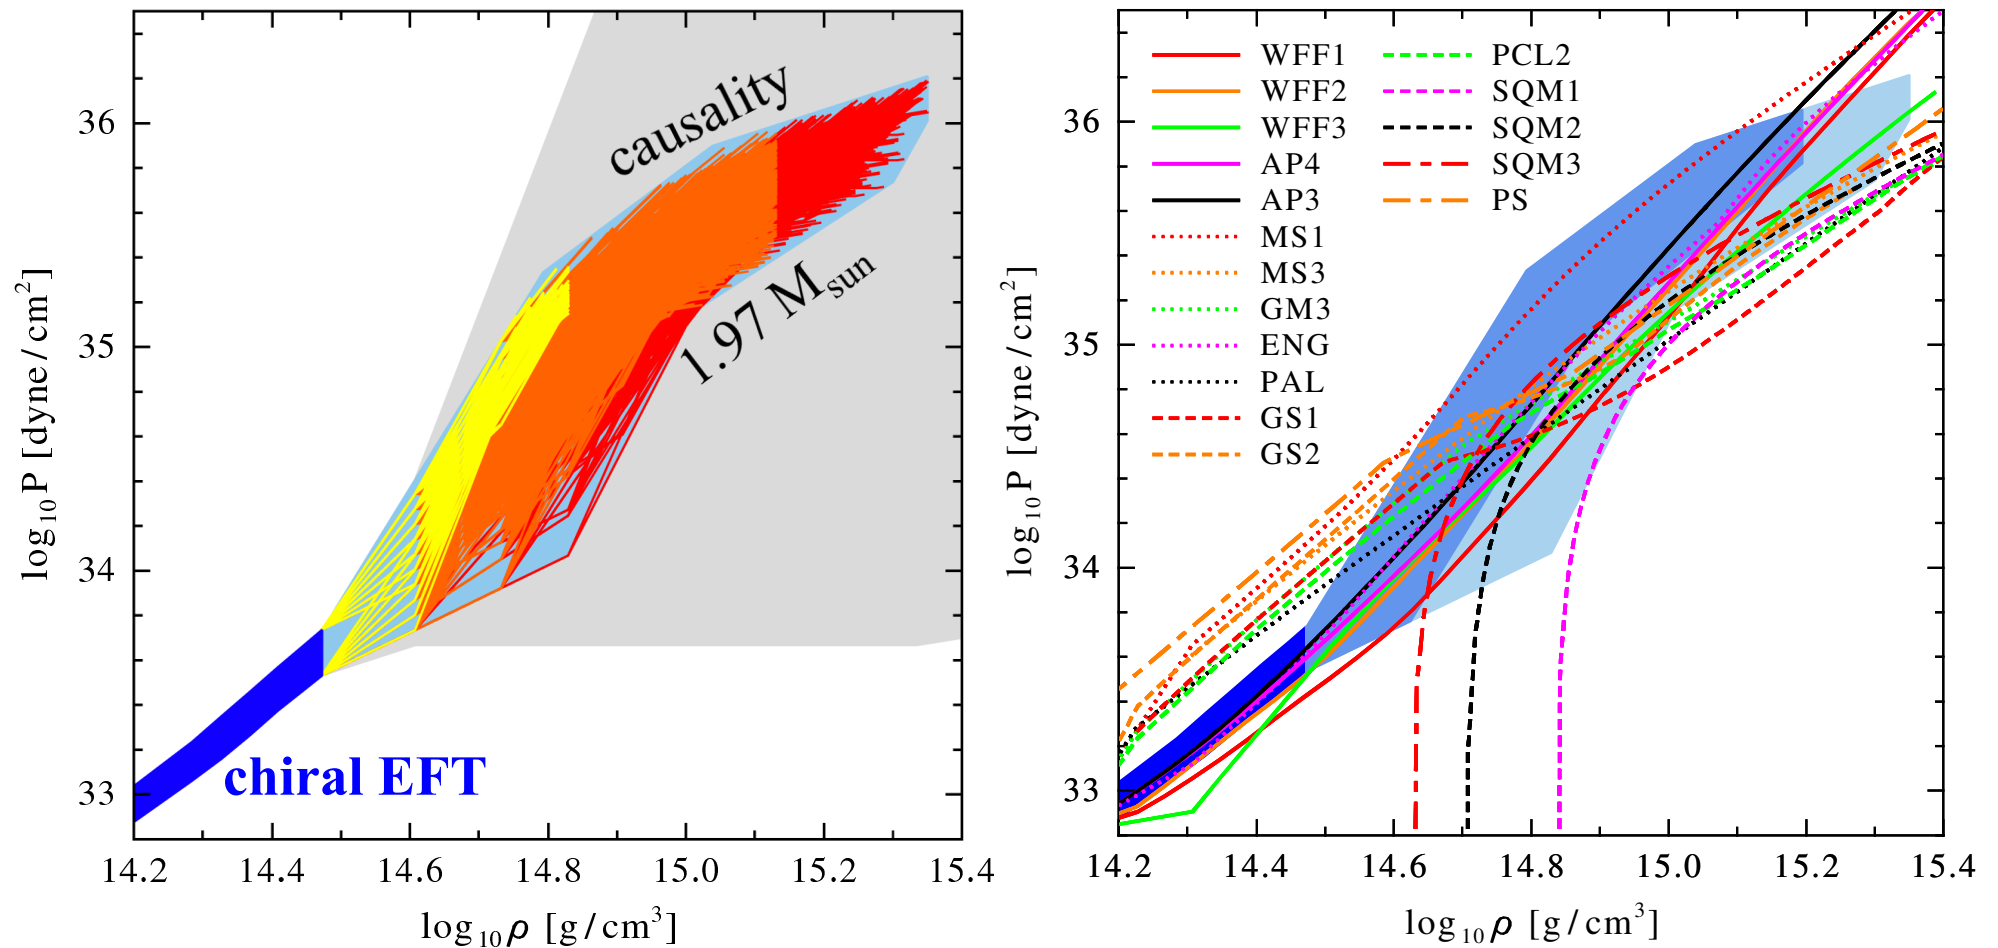 36
35
34
33
14.2 14.4 14.6 14.8 15.0 15.2 15.4
log₁₀P [dyne/cm²]
log₁₀ρ [g/cm³]
causality
1.97 M_sun
chiral EFT
36
35
34
33
14.2 14.4 14.6 14.8 15.0 15.2 15.4
log₁₀P [dyne/cm²]
log₁₀ρ [g/cm³]
WFF1
WFF2
WFF3
AP4
AP3
MS1
MS3
GM3
ENG
PAL
GS1
GS2
PCL2
SQM1
SQM2
SQM3
PS